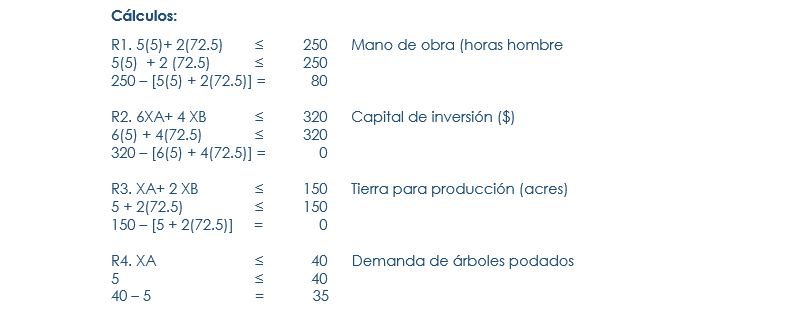 Cálculos:
R1. 5(5)+ 2(72.5) ≤ 250 Mano de obra (horas hombre
5(5) + 2 (72.5) ≤ 250
250 – [5(5) + 2(72.5)] = 80
R2. 6XA+ 4 XB ≤ 320 Capital de inversión ($)
6(5) + 4(72.5) ≤ 320
320 – [6(5) + 4(72.5)] = 0
R3. XA+ 2 XB ≤ 150 Tierra para producción (acres)
5 + 2(72.5) ≤ 150
150 – [5 + 2(72.5)] = 0
R4. XA ≤ 40 Demanda de árboles podados
5 ≤ 40
40 – 5 = 35